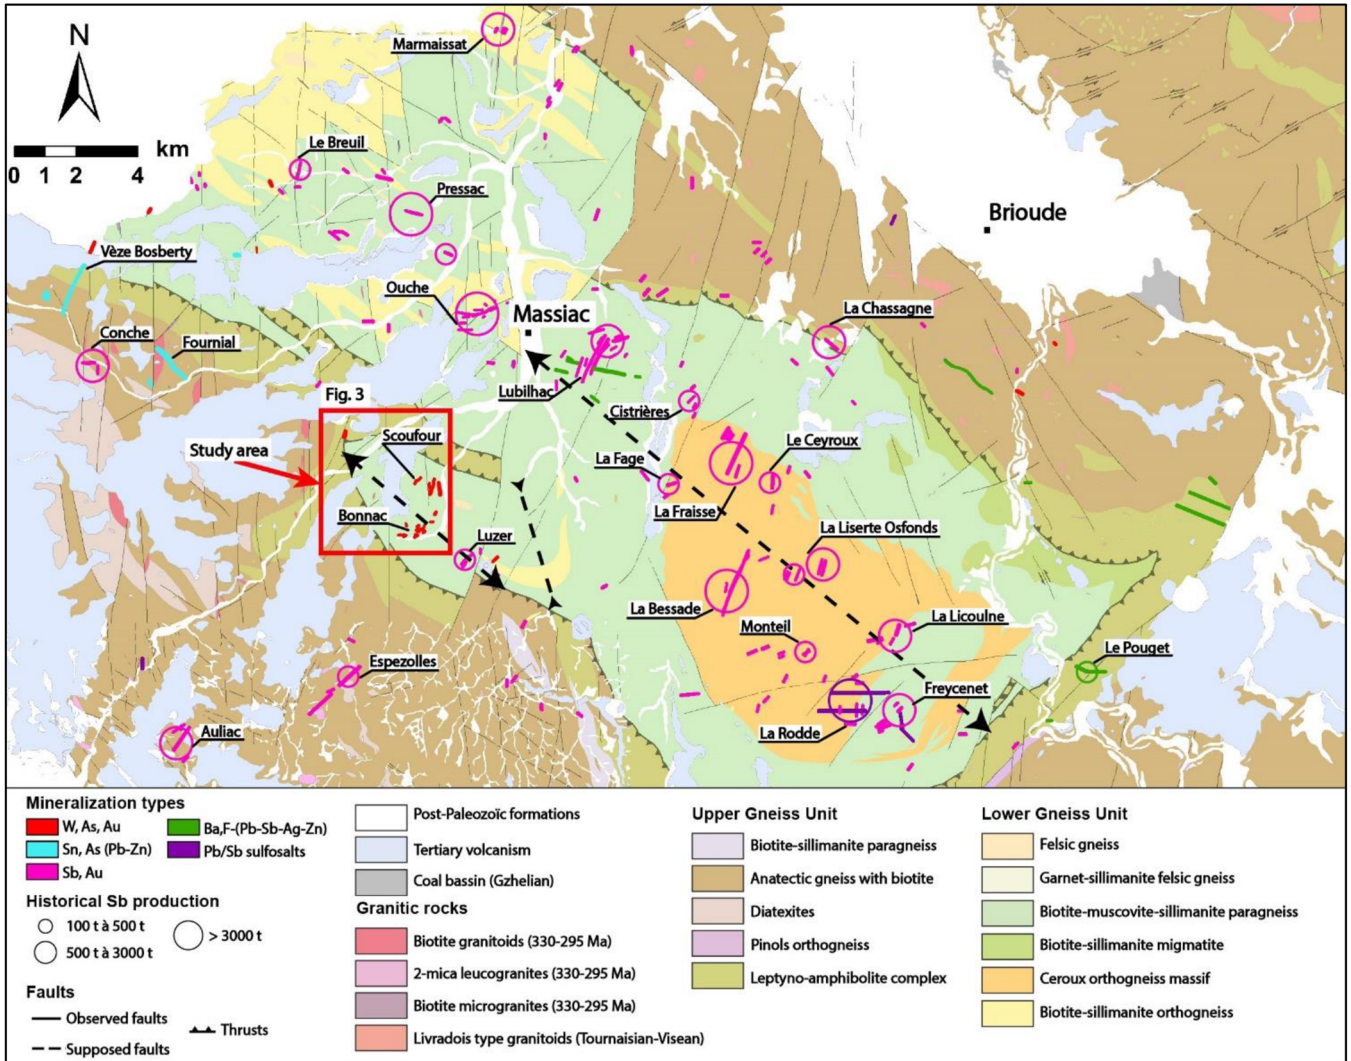 N
0 1 2 4 km
Marmaissat
Le Breuil
Pressac
Brioude
Vèze Bosberty
Ouche
Massiac
La Chassagne
Conche
Fournial
Lubilhac
Fig. 3
Cistrières
Study area
Scoufour
Le Ceyroux
La Fage
La Fraisse
Bonnac
Luzer
La Liserte Osfonds
La Bessade
Monteil
La Licoulne
Espezolles
Le Pouget
Freycenet
Auliac
La Rodde
Mineralization types
W, As, Au
Ba,F-(Pb-Sb-Ag-Zn)
Sn, As (Pb-Zn)
Pb/Sb sulfosalts
Sb, Au
Historical Sb production
100 t à 500 t
> 3000 t
500 t à 3000 t
Faults
Observed faults
Thrusts
Supposed faults
Post-Paleozoïc formations
Tertiary volcanism
Coal bassin (Gzhelian)
Granitic rocks
Biotite granitoids (330-295 Ma)
2-mica leucogranites (330-295 Ma)
Biotite microgranites (330-295 Ma)
Livradois type granitoids (Tournaisian-Visean)
Upper Gneiss Unit
Biotite-sillimanite paragneiss
Anatectic gneiss with biotite
Diatexites
Pinols orthogneiss
Leptyno-amphibolite complex
Lower Gneiss Unit
Felsic gneiss
Garnet-sillimanite felsic gneiss
Biotite-muscovite-sillimanite paragneiss
Biotite-sillimanite migmatite
Ceroux orthogneiss massif
Biotite-sillimanite orthogneiss